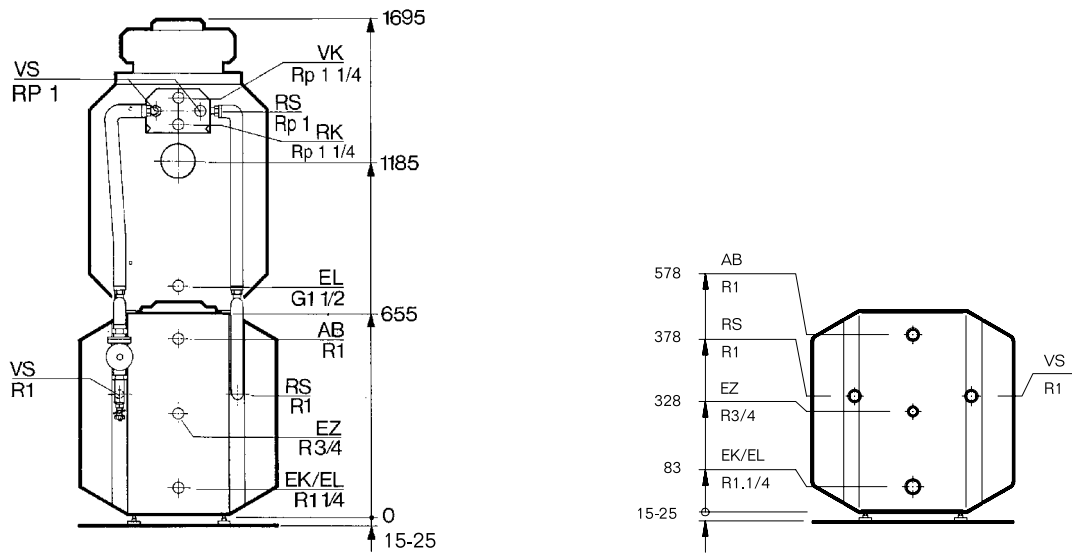 1695
VK
Rp 1 1/4
VS
RP 1
RS
Rp 1
RK
Rp 1 1/4
1185
EL
G1 1/2
655
AB
R1
VS
R1
RS
R1
EZ
R3/4
EK/EL
R1 1/4
0
15-25
578
AB
R1
378
RS
R1
VS
R1
328
EZ
R3/4
83
EK/EL
R1.1/4
15-25